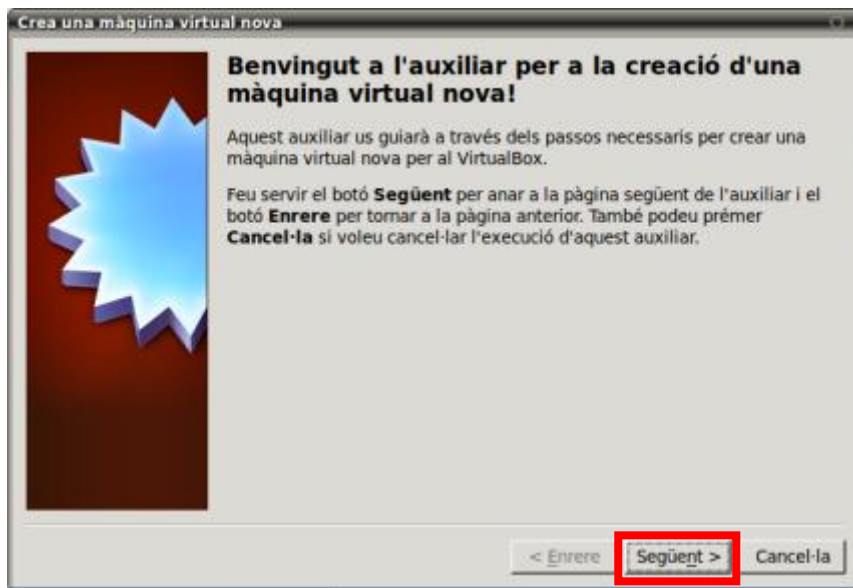 Crea una màquina virtual nova
Benvingut a l'auxiliar per a la creació d'una
màquina virtual nova!
Aquest auxiliar us guiarà a través dels passos necessaris per crear una
màquina virtual nova per al VirtualBox.
Feu servir el botó Següent per anar a la pàgina següent de l'auxiliar i el
botó Enrere per tornar a la pàgina anterior. També podeu prémer
Cancel·la si voleu cancel·lar l'execució d'aquest auxiliar.
< Enrere Següent > Cancel·la